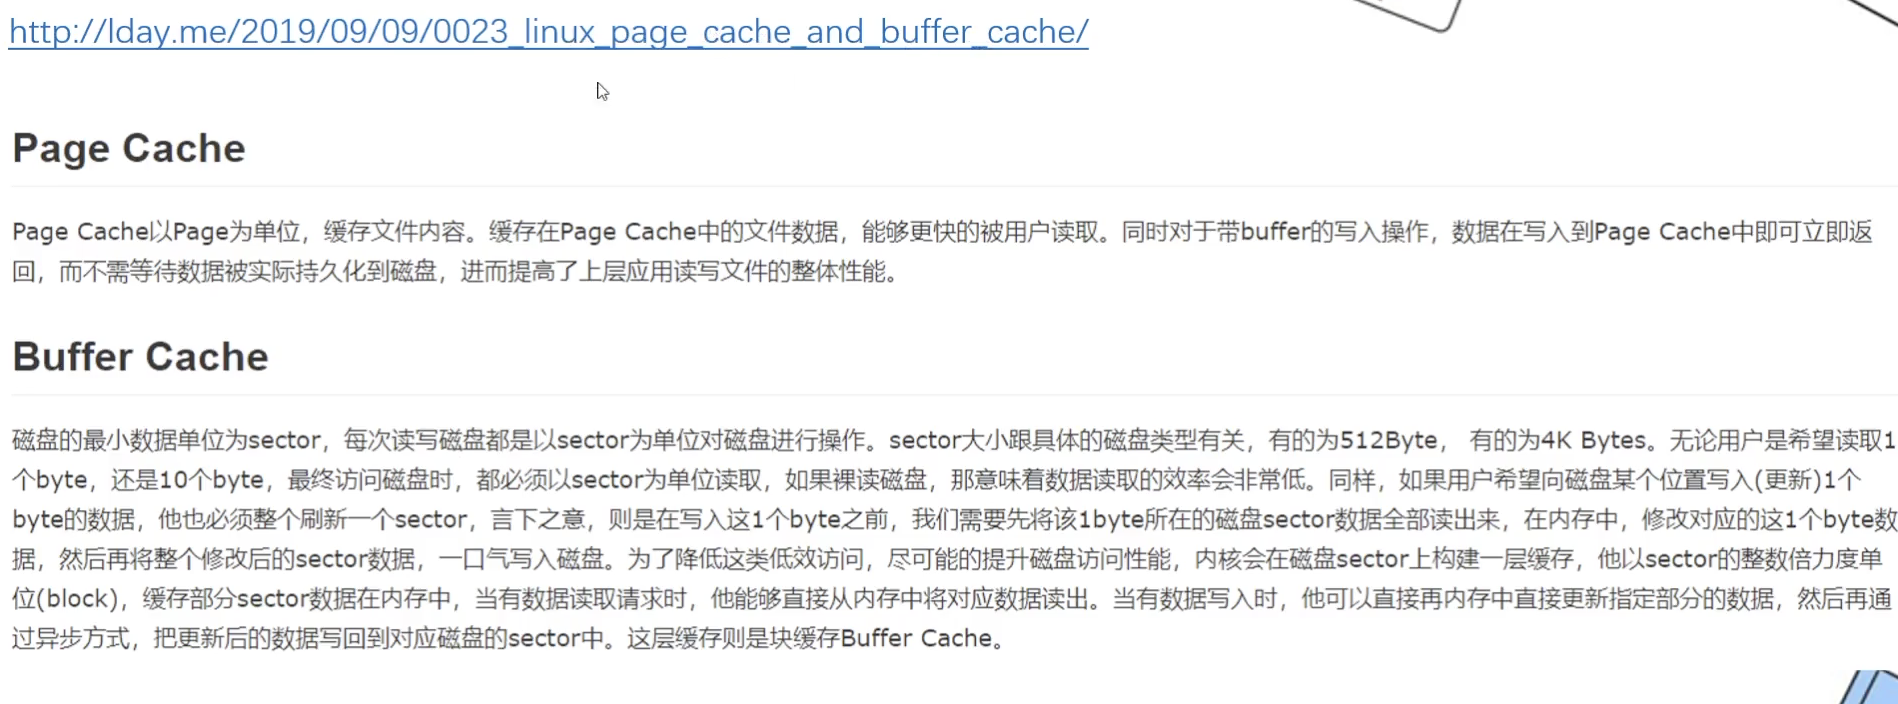 http://lday.me/2019/09/09/0023_linux_page_cache_and_buffer_cache/
Page Cache
Page Cache以Page为单位，缓存文件内容。缓存在Page Cache中的文件数据，能够更快的被用户读取。同时对于带buffer的写入操作，数据在写入到Page Cache中即可立即返
回，而不需等待数据被实际持久化到磁盘，进而提高了上层应用读写文件的整体性能。
Buffer Cache
磁盘的最小数据单位为sector，每次读写磁盘都是以sector为单位对磁盘进行操作。sector大小跟具体的磁盘类型有关，有的为512Byte， 有的为4K Bytes。无论用户是希望读取1
个byte，还是10个byte，最终访问磁盘时，都必须以sector为单位读取，如果裸读磁盘，那意味着数据读取的效率会非常低。同样，如果用户希望向磁盘某个位置写入(更新)1个
byte的数据，他也必须整个刷新一个sector，言下之意，则是在写入这1个byte之前，我们需要先将该1byte所在的磁盘sector数据全部读出来，在内存中，修改对应的这1个byte数
据，然后再将整个修改后的sector数据，一口气写入磁盘。为了降低这类低效访问，尽可能的提升磁盘访问性能，内核会在磁盘sector上构建一层缓存，他以sector的整数倍力度单
位(block)，缓存部分sector数据在内存中，当有数据读取请求时，他能够直接从内存中将对应数据读出。当有数据写入时，他可以直接再内存中直接更新指定部分的数据，然后再通
过异步方式，把更新后的数据写回到对应磁盘的sector中。这层缓存则是块缓存Buffer Cache。